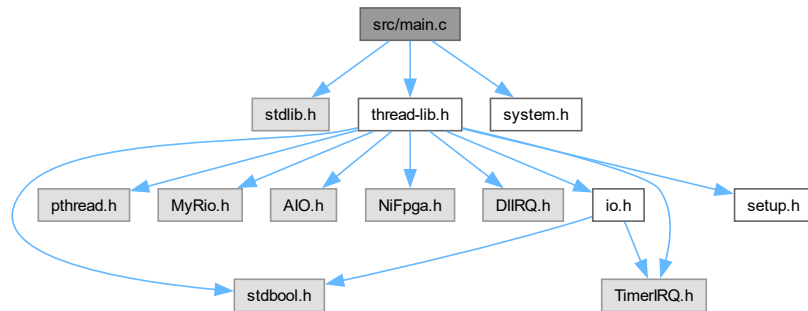 src/main.c
stdlib.h
thread-lib.h
system.h
pthread.h
MyRio.h
AIO.h
NiFpga.h
DIIRQ.h
io.h
setup.h
stdbool.h
TimerIRQ.h